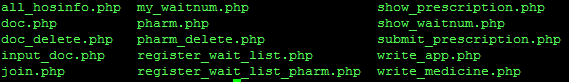 all_hosinfo.php my_waitnum.php show_prescription.php
doc.php pharm.php show_waitnum.php
doc_delete.php pharm_delete.php submit_prescription.php
input_doc.php register_wait_list.php write_app.php
join.php register_wait_list_pharm.php write_medicine.php